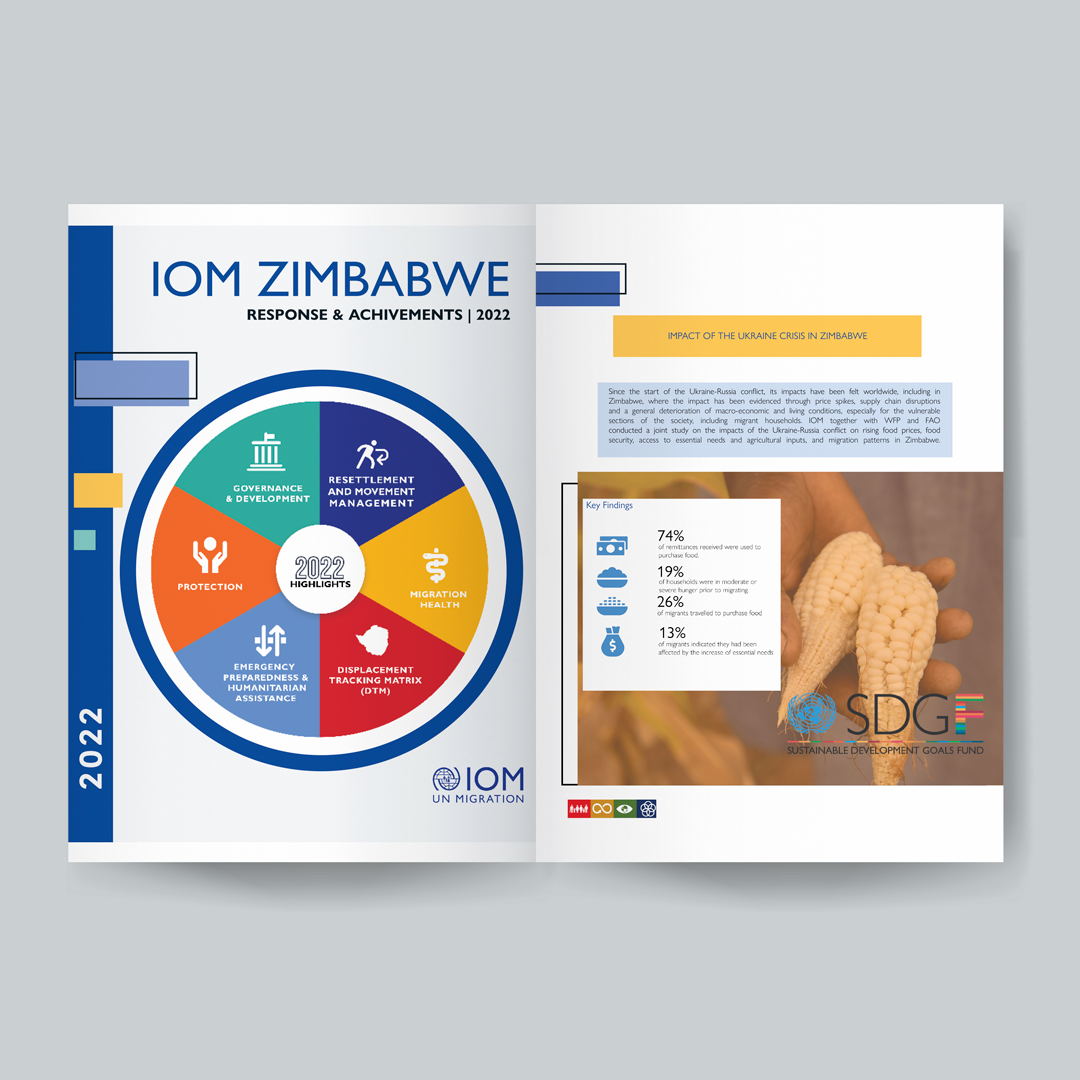 IOM ZIMBABWE
RESPONSE & ACHIVEMENTS | 2022
GOVERNANCE
& DEVELOPMENT
RESETTLEMENT
AND MOVEMENT
MANAGEMENT
PROTECTION
2022
HIGHLIGHTS
MIGRATION
HEALTH
EMERGENCY
PREPAREDNESS &
HUMANITARIAN
ASSISTANCE
DISPLACEMENT
TRACKING MATRIX
(DTM)
2022
IOM
UN MIGRATION
IMPACT OF THE UKRAINE CRISIS IN ZIMBABWE
Since the start of the Ukraine-Russia conflict, its impacts have been felt worldwide, including in
Zimbabwe, where the impact has been evidenced through price spikes, supply chain disruptions
and a general deterioration of macro-economic and living conditions, especially for the vulnerable
sections of the society, including migrant households. IOM together with WFP and FAO
conducted a joint study on the impacts of the Ukraine-Russia conflict on rising food prices, food
security, access to essential needs and agricultural inputs, and migration patterns in Zimbabwe.
Key Findings
74%
of remittances received were used to
purchase food.
19%
of households were in moderate or
severe hunger prior to migrating.
26%
of migrants travelled to purchase food
$
13%
of migrants indicated they had been
affected by the increase of essential needs
SDGF
SUSTAINABLE DEVELOPMENT GOALS FUND